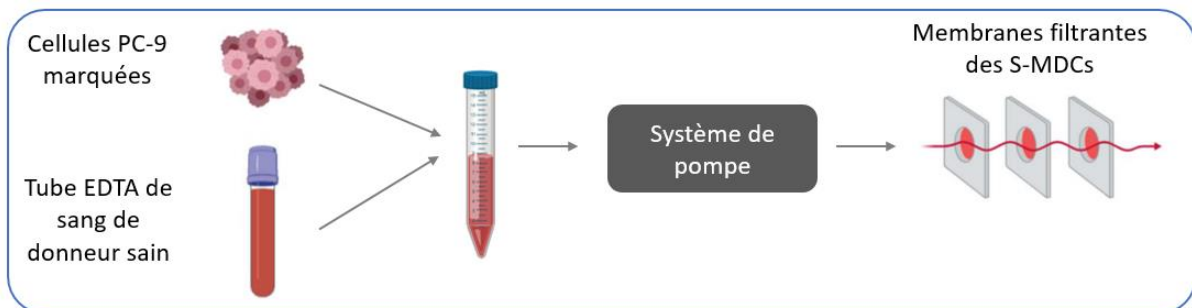 Cellules PC-9
marquées
Tube EDTA de
sang de
donneur sain
Système de
pompe
Membranes filtrantes
des S-MDCs